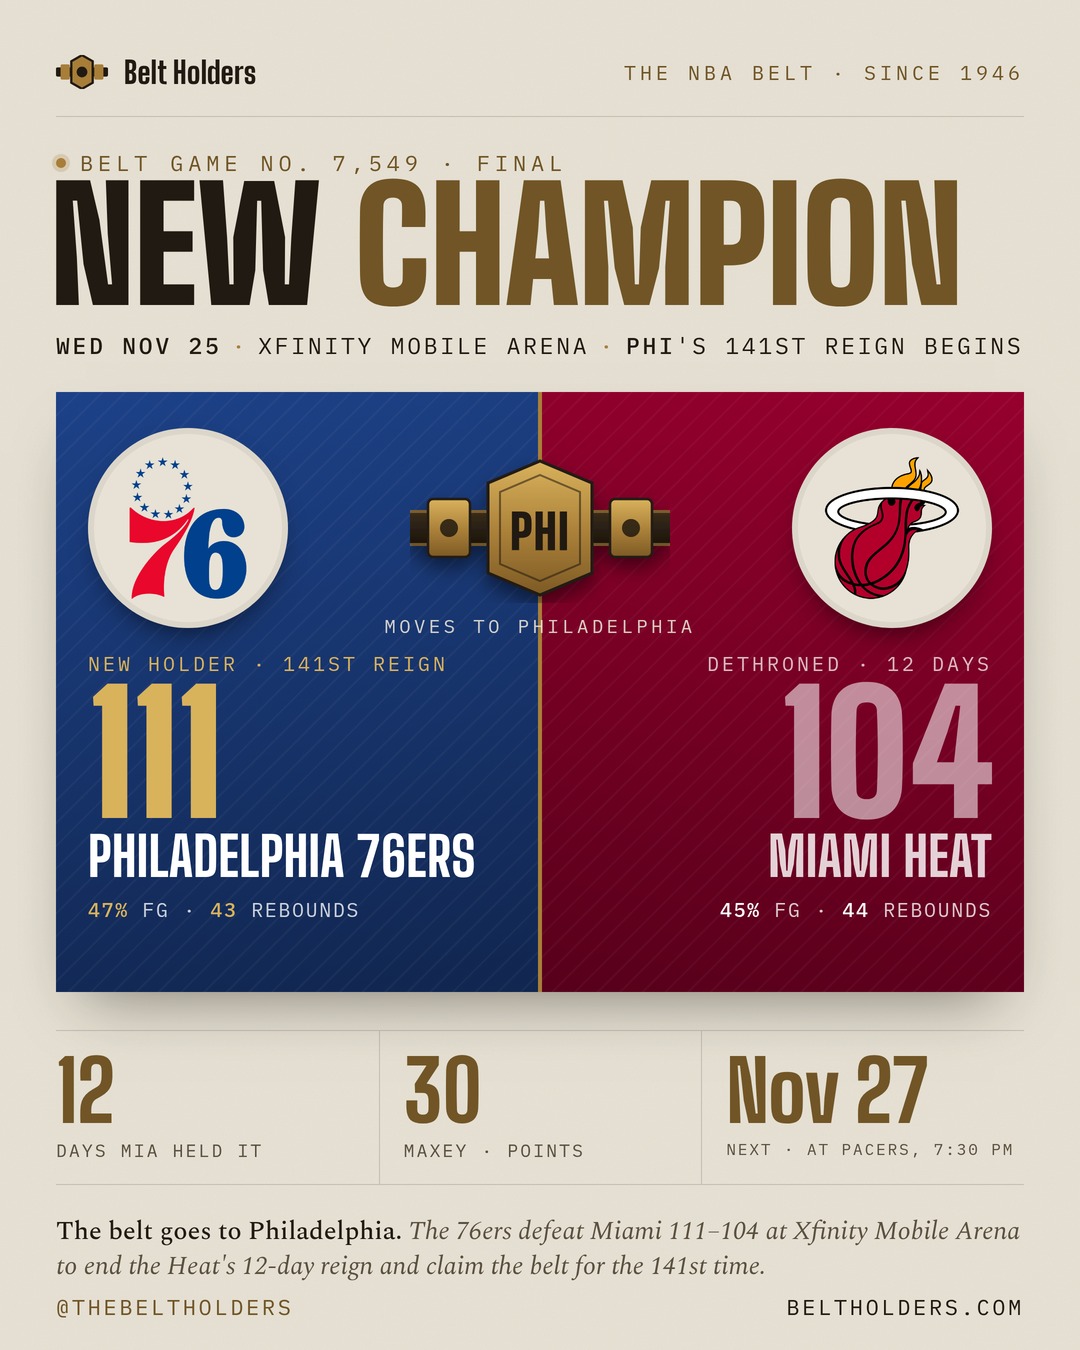 Belt Holders
THE NBA BELT · SINCE 1946
BELT GAME NO. 7,549 · FINAL
NEW CHAMPION
WED NOV 25 · XFINITY MOBILE ARENA · PHI'S 141ST REIGN BEGINS
76
PHI
MOVES TO PHILADELPHIA
NEW HOLDER · 141ST REIGN
111
PHILADELPHIA 76ERS
47% FG · 43 REBOUNDS
DETHRONED · 12 DAYS
104
MIAMI HEAT
45% FG · 44 REBOUNDS
12
DAYS MIA HELD IT
30
MAXEY · POINTS
Nov 27
NEXT · AT PACERS, 7:30 PM
The belt goes to Philadelphia. The 76ers defeat Miami 111–104 at Xfinity Mobile Arena
to end the Heat's 12-day reign and claim the belt for the 141st time.
@THEBELTHOLDERS
BELTHOLDERS.COM